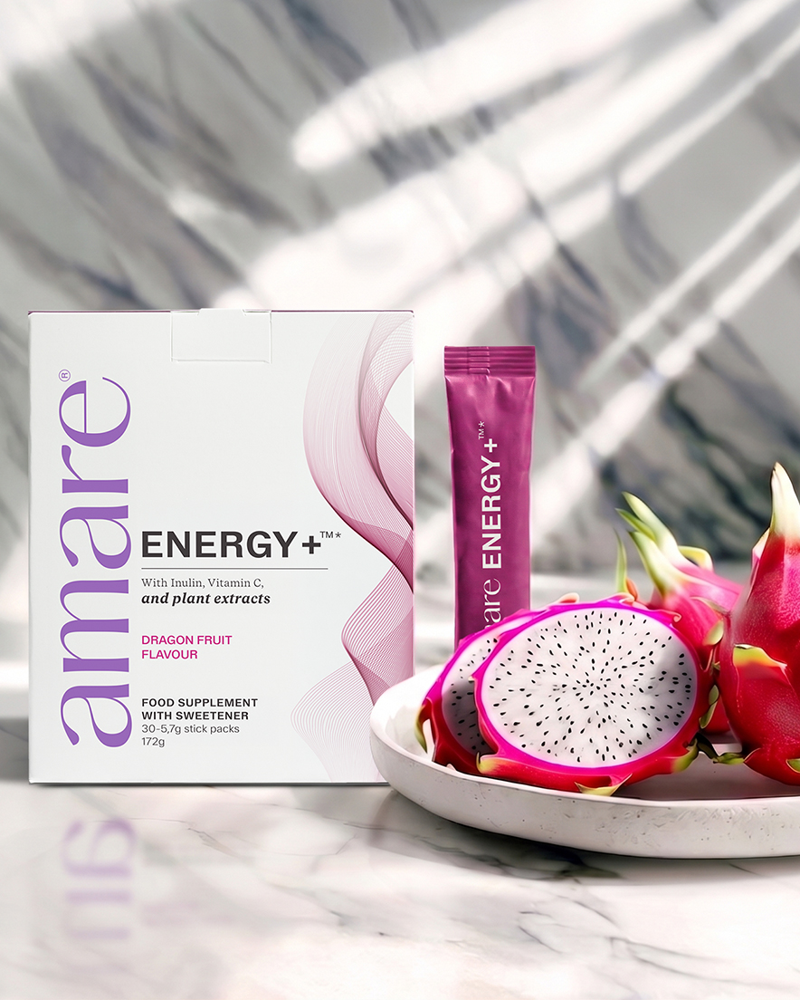 amare®
ENERGY+™*
With Inulin, Vitamin C,
and plant extracts
DRAGON FRUIT
FLAVOUR
FOOD SUPPLEMENT
WITH SWEETENER
30-5,7g stick packs
172g
ENERGY+™*